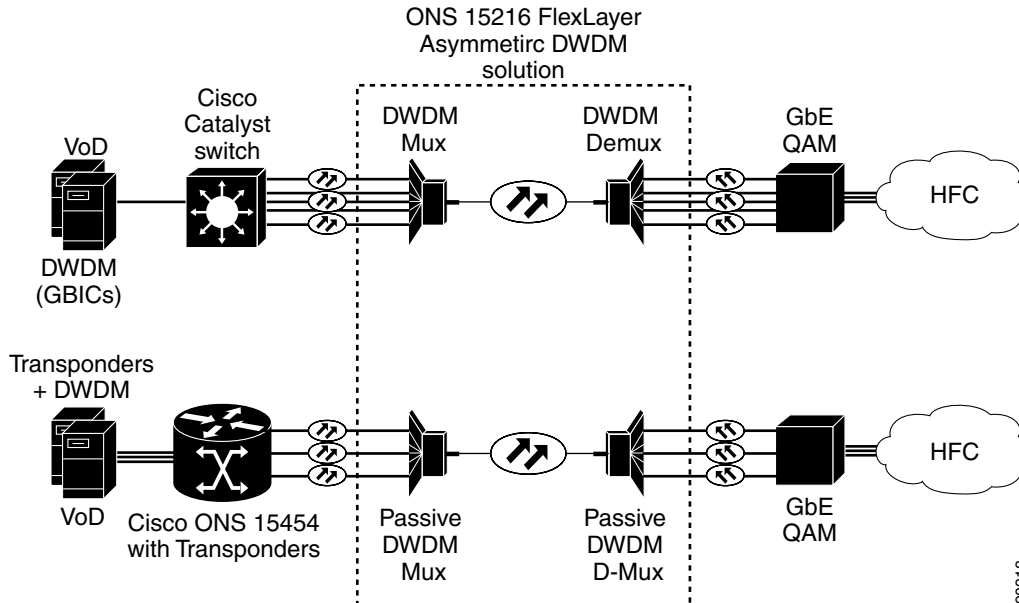 ONS 15216 FlexLayer
Asymmetirc DWDM
solution
Cisco
Catalyst
switch
VoD
DWDM
(GBICs)
DWDM
Mux
DWDM
Demux
GbE
QAM
HFC
Transponders
+ DWDM
VoD
Cisco ONS 15454
with Transponders
Passive
DWDM
Mux
Passive
DWDM
D-Mux
GbE
QAM
HFC